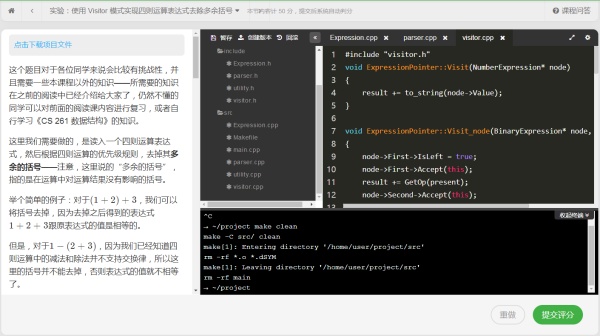 实验：使用 Visitor 模式实现四则运算表达式去除多余括号
本节内容计 50 分，提交后系统自动判分
课程问答
点击下载项目文件
这个题目对于各位同学来说会比较有挑战性，并
且需要一些本课程以外的知识——所需要的知识
在之前的阅读中已经介绍给大家了，仍然不懂的
同学可以对前面的阅读课内容进行复习，或者自
行学习《CS 261 数据结构》的知识。
这里我们需要做的，是读入一个四则运算表达
式，然后根据四则运算的优先级规则，去掉其多
余的括号——注意，这里说的“多余的括号”，
指的是在运算中对运算结果没有影响的括号。
举个简单的例子：对于(1 + 2) + 3，我们可以
将括号去掉，因为去掉之后得到的表达式
1 + 2 + 3跟原表达式的值是相等的。
但是，对于1 − (2 + 3)，因为我们已经知道四
则运算中的减法和除法并不支持交换律，所以这
里的括号并不能去掉，否则表达式的值就不相等
了。
暂存 创建版本 回滚
include
Expression.h
parser.h
utility.h
visitor.h
src
Expression.cpp
Makefile
main.cpp
parser.cpp
utility.cpp
visitor.cpp
Expression.cpp parser.cpp visitor.cpp
1 #include "visitor.h"
2 void ExpressionPointer::Visit(NumberExpression* node)
3 {
4 result += to_string(node->Value);
5 }
6
7 void ExpressionPointer::Visit_node(BinaryExpression* node,
8 {
9 node->First->IsLeft = true;
10 node->First->Accept(this);
11 result += GetOp(present);
12 node->Second->Accept(this);
13
收起终端
^C
→ ~/project make clean
make -C src/ clean
make[1]: Entering directory '/home/user/project/src'
rm -rf *.o *.dSYM
make[1]: Leaving directory '/home/user/project/src'
rm -rf main
→ ~/project
重做 提交评分